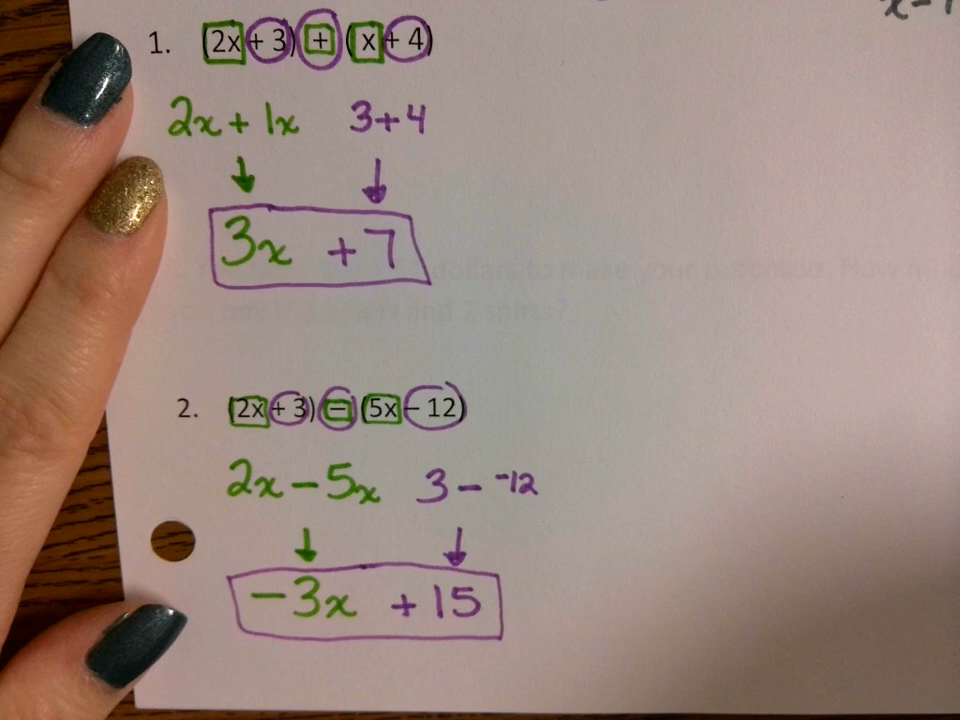 1. (2x + 3) + (x + 4)
2x + 1x 3 + 4
3x + 7
2. (2x + 3) – (5x – 12)
2x – 5x 3 – ⁻12
–3x + 15